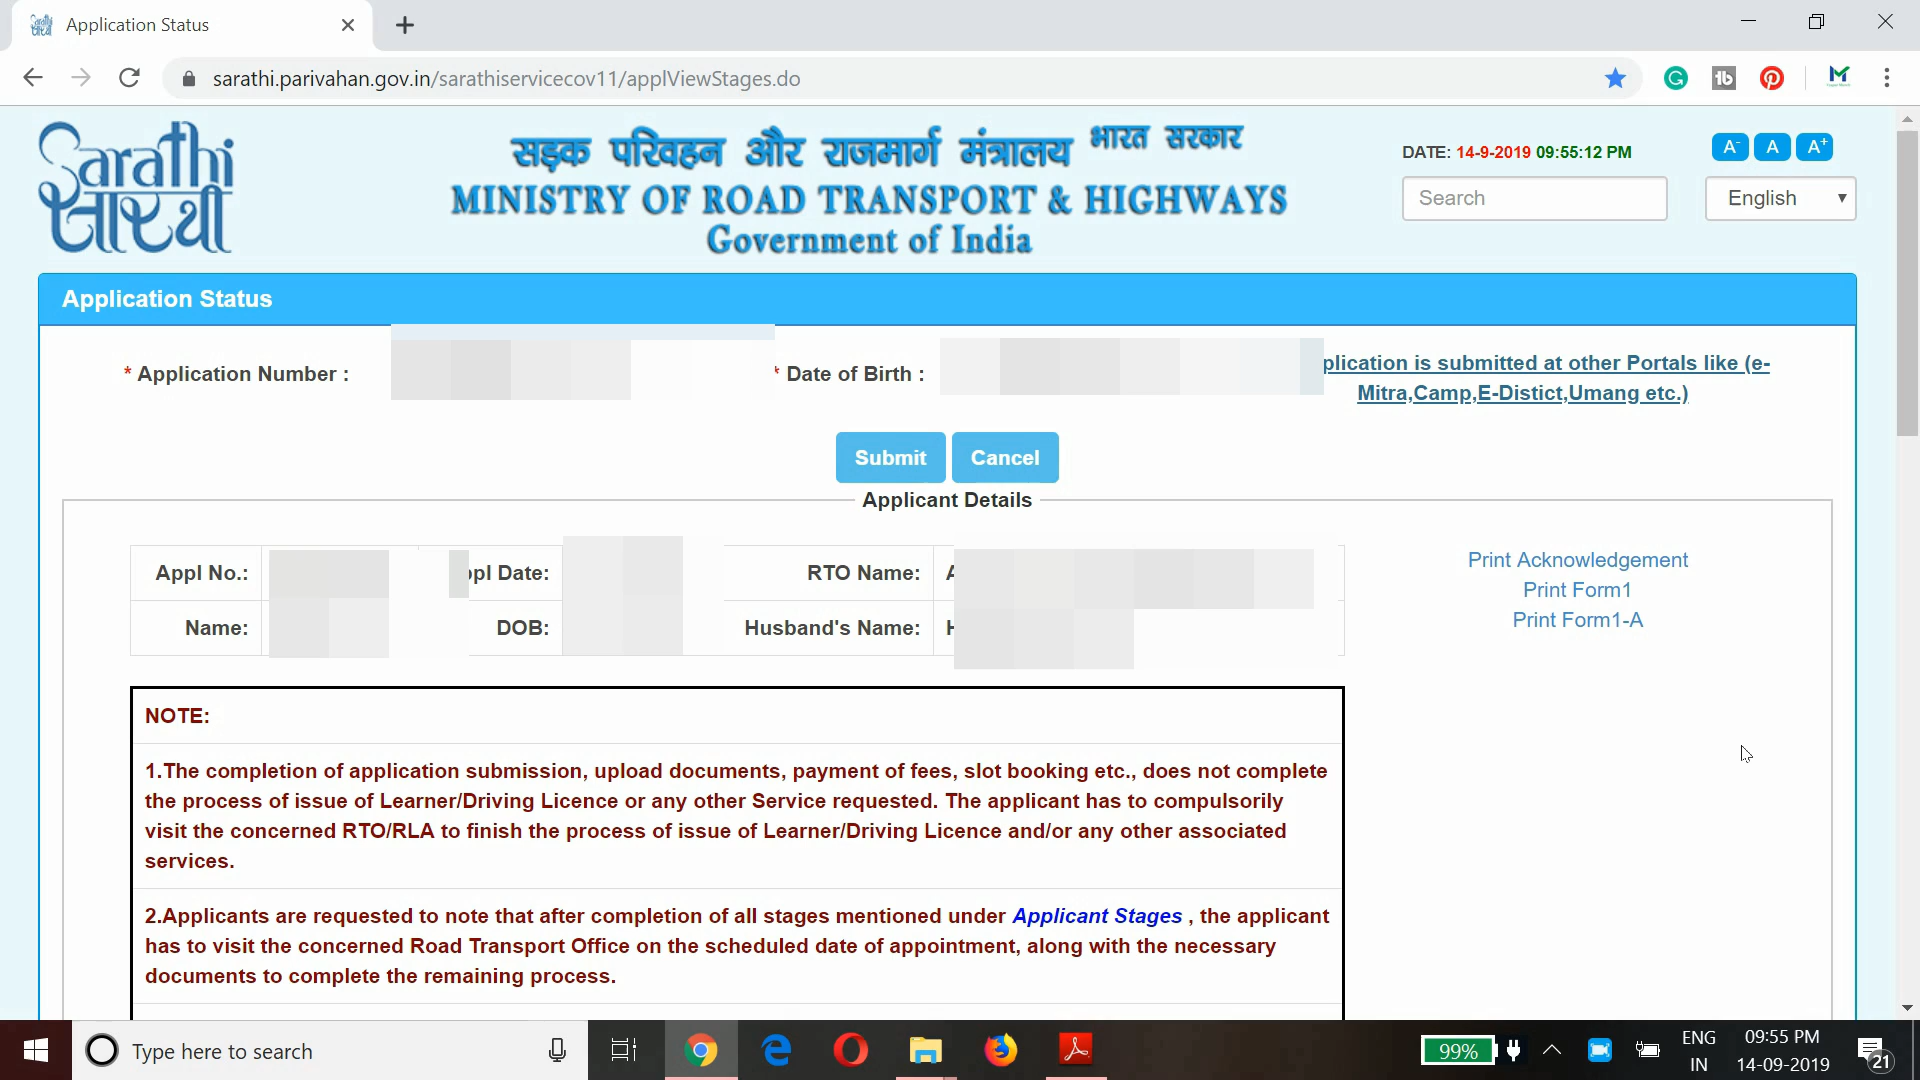 Application Status
sarathi.parivahan.gov.in/sarathiservicecov11/applViewStages.do
Sarathi
सारथी
सड़क परिवहन और राजमार्ग मंत्रालय भारत सरकार
MINISTRY OF ROAD TRANSPORT & HIGHWAYS
Government of India
DATE: 14-9-2019 09:55:12 PM
A- A A+
Search
English
Application Status
* Application Number :
* Date of Birth :
plication is submitted at other Portals like (e-
Mitra,Camp,E-Distict,Umang etc.)
Submit Cancel
Applicant Details
Appl No.: ppl Date: RTO Name:
Name: DOB: Husband's Name:
Print Acknowledgement
Print Form1
Print Form1-A
NOTE:
1.The completion of application submission, upload documents, payment of fees, slot booking etc., does not complete
the process of issue of Learner/Driving Licence or any other Service requested. The applicant has to compulsorily
visit the concerned RTO/RLA to finish the process of issue of Learner/Driving Licence and/or any other associated
services.
2.Applicants are requested to note that after completion of all stages mentioned under Applicant Stages , the applicant
has to visit the concerned Road Transport Office on the scheduled date of appointment, along with the necessary
documents to complete the remaining process.
Type here to search
99%
ENG
IN
09:55 PM
14-09-2019
21